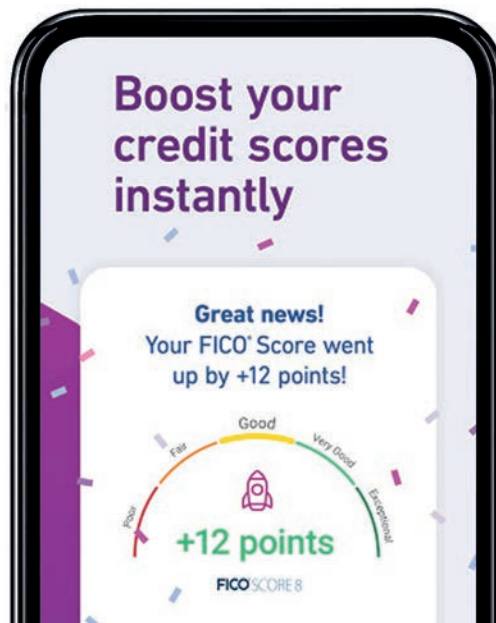 Boost your
credit scores
instantly
Great news!
Your FICO® Score went
up by +12 points!
Poor
Fair
Good
Very Good
Exceptional
+12 points
FICO® SCORE 8